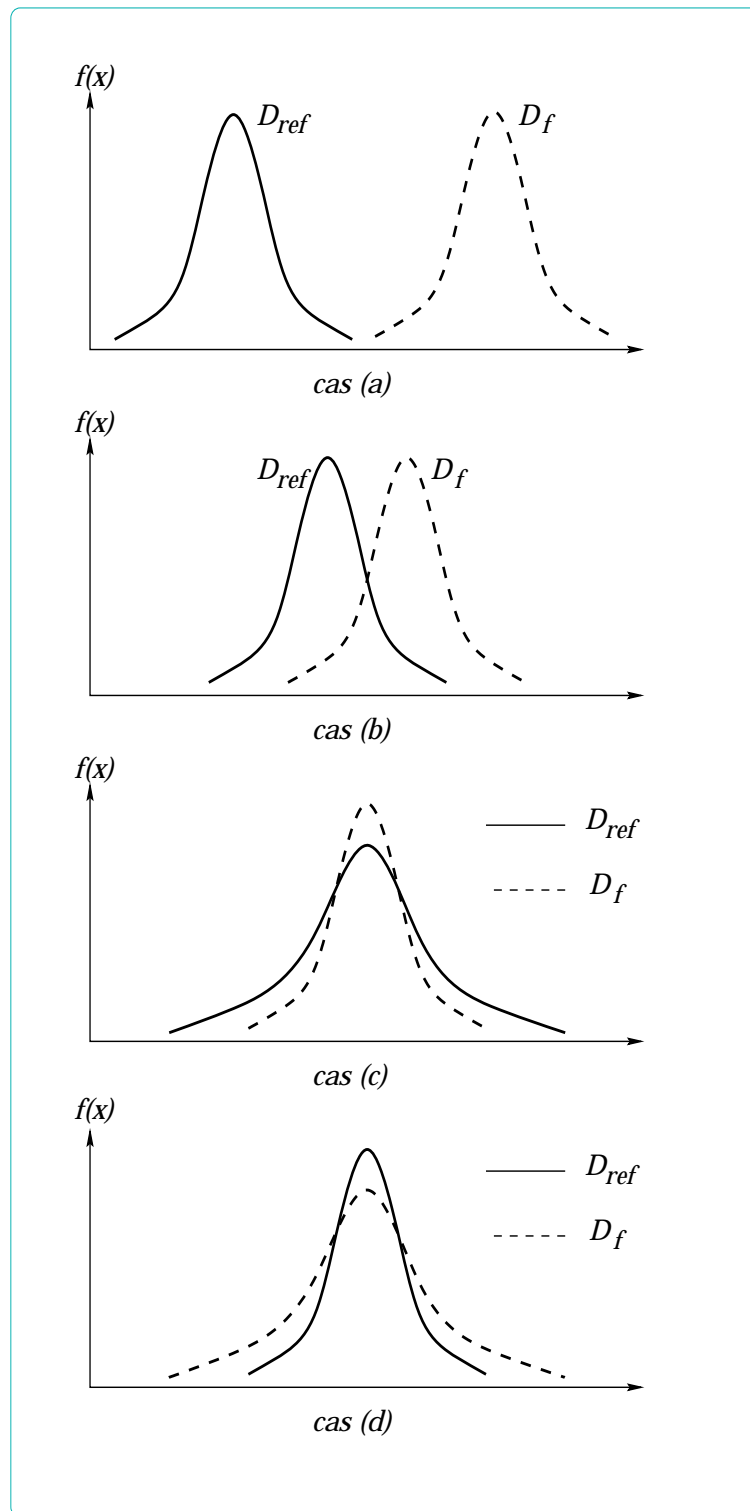 f(x)
D_ref
D_f
cas (a)
f(x)
D_ref
D_f
cas (b)
f(x)
D_ref
D_f
cas (c)
f(x)
D_ref
D_f
cas (d)